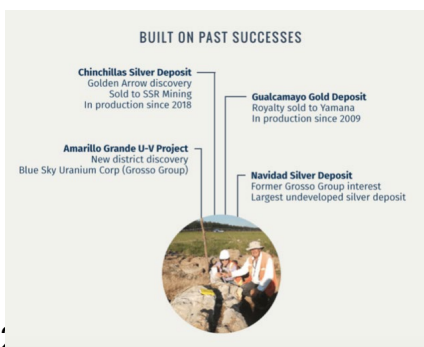 BUILT ON PAST SUCCESSES
Chinchillas Silver Deposit
Golden Arrow discovery
Sold to SSR Mining
In production since 2018
Gualcamayo Gold Deposit
Royalty sold to Yamana
In production since 2009
Amarillo Grande U-V Project
New district discovery
Blue Sky Uranium Corp (Grosso Group)
Navidad Silver Deposit
Former Grosso Group interest
Largest undeveloped silver deposit